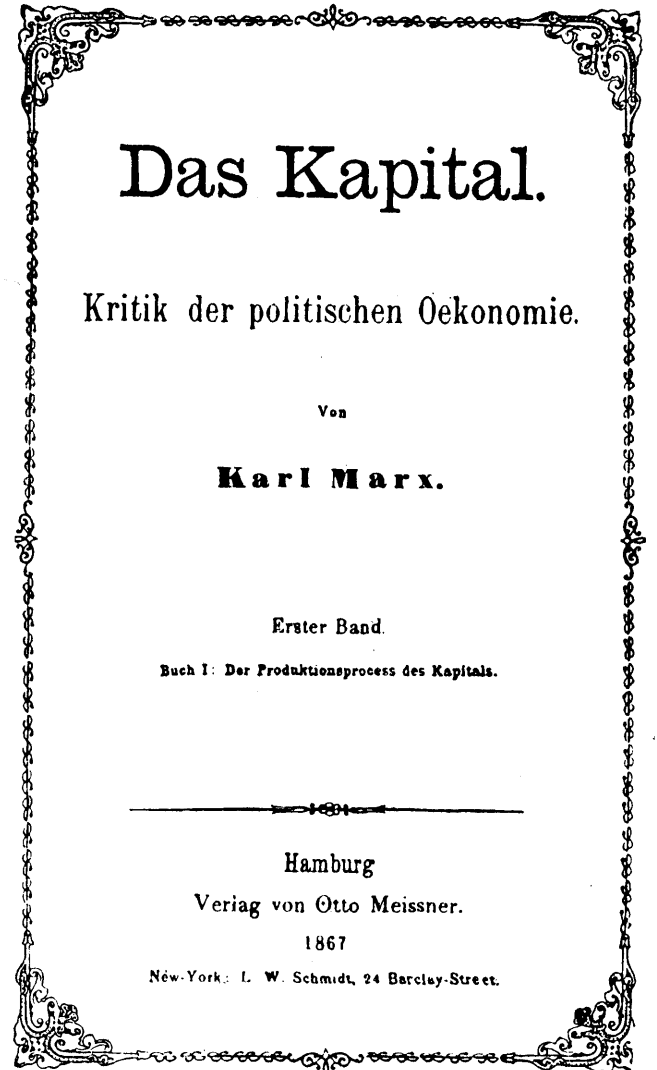 Das Kapital.
Kritik der politischen Oekonomie.
Von
Karl Marx.
Erster Band.
Buch I: Der Produktionsprocess des Kapitals.
Hamburg
Verlag von Otto Meissner.
1867
New-York: L. W. Schmidt, 24 Barclay-Street.